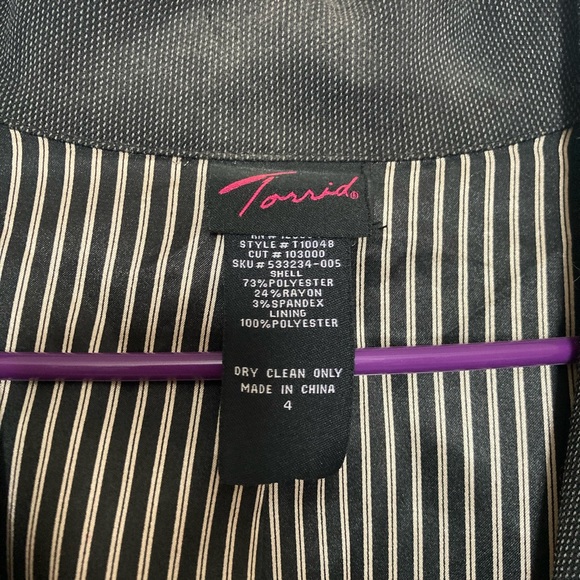 Torrid®
STYLE # T10048
CUT # 103000
SKU # 533234-005
SHELL
73%POLYESTER
24%RAYON
3%SPANDEX
LINING
100%POLYESTER
DRY CLEAN ONLY
MADE IN CHINA
4